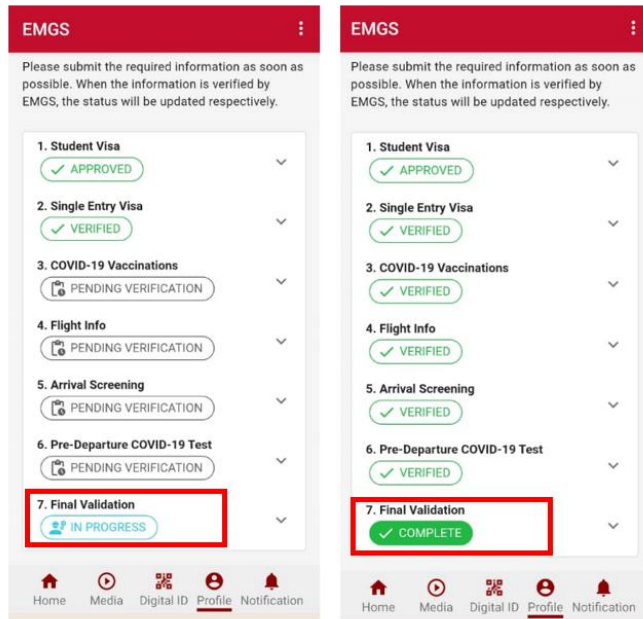 EMGS
Please submit the required information as soon as
possible. When the information is verified by
EMGS, the status will be updated respectively.
1. Student Visa
APPROVED
2. Single Entry Visa
VERIFIED
3. COVID-19 Vaccinations
PENDING VERIFICATION
4. Flight Info
PENDING VERIFICATION
5. Arrival Screening
PENDING VERIFICATION
6. Pre-Departure COVID-19 Test
PENDING VERIFICATION
7. Final Validation
IN PROGRESS
Home Media Digital ID Profile Notification
EMGS
Please submit the required information as soon as
possible. When the information is verified by
EMGS, the status will be updated respectively.
1. Student Visa
APPROVED
2. Single Entry Visa
VERIFIED
3. COVID-19 Vaccinations
VERIFIED
4. Flight Info
VERIFIED
5. Arrival Screening
VERIFIED
6. Pre-Departure COVID-19 Test
VERIFIED
7. Final Validation
COMPLETE
Home Media Digital ID Profile Notification